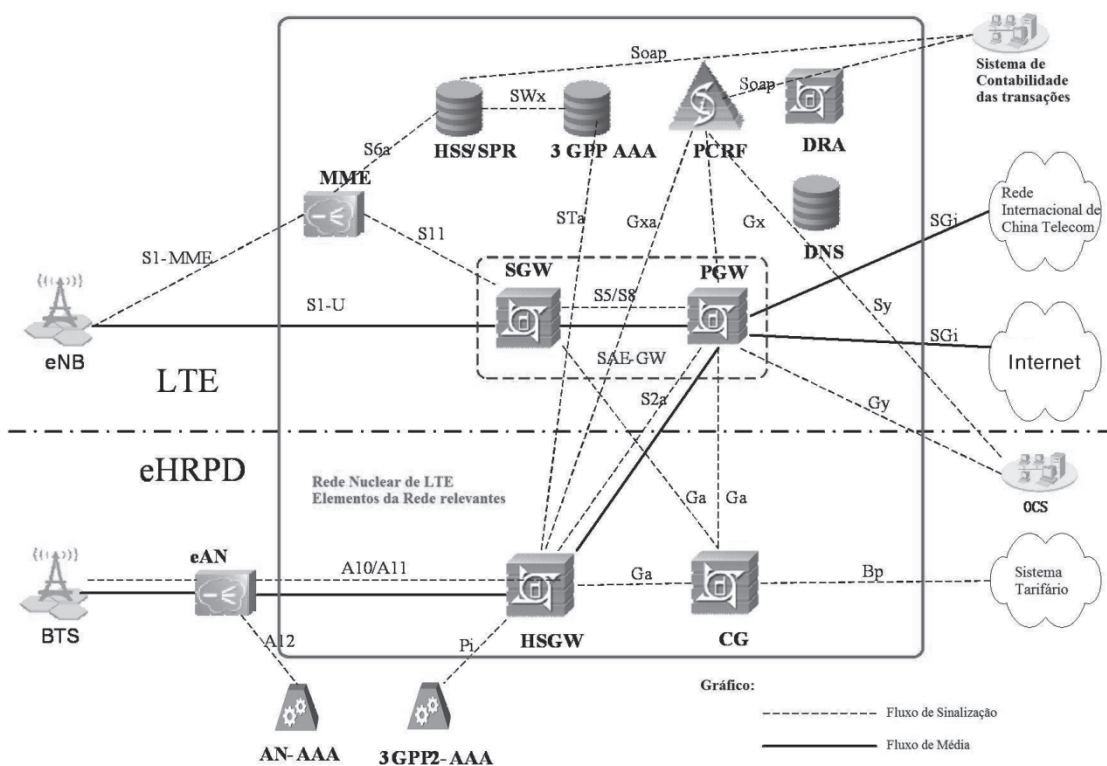 Soap
Soap
Sistema de
Contabilidade
das transações
SWx
HSS/SPR
3 GPP AAA
PCRF
DRA
S6a
MME
STa
Gxa
Gx
DNS
SGi
Rede
Internacional de
China Telecom
S1-MME
S11
SGW
PGW
S5/S8
S1-U
eNB
SAE-GW
Sy
SGi
Internet
LTE
S2a
Gy
eHRPD
Rede Nuclear de LTE
Elementos da Rede relevantes
Ga
Ga
OCS
eAN
A10/A11
Ga
Bp
Sistema
Tarifário
BTS
A12
Pi
HSGW
CG
AN-AAA
3GPP2-AAA
Gráfico:
Fluxo de Sinalização
Fluxo de Média